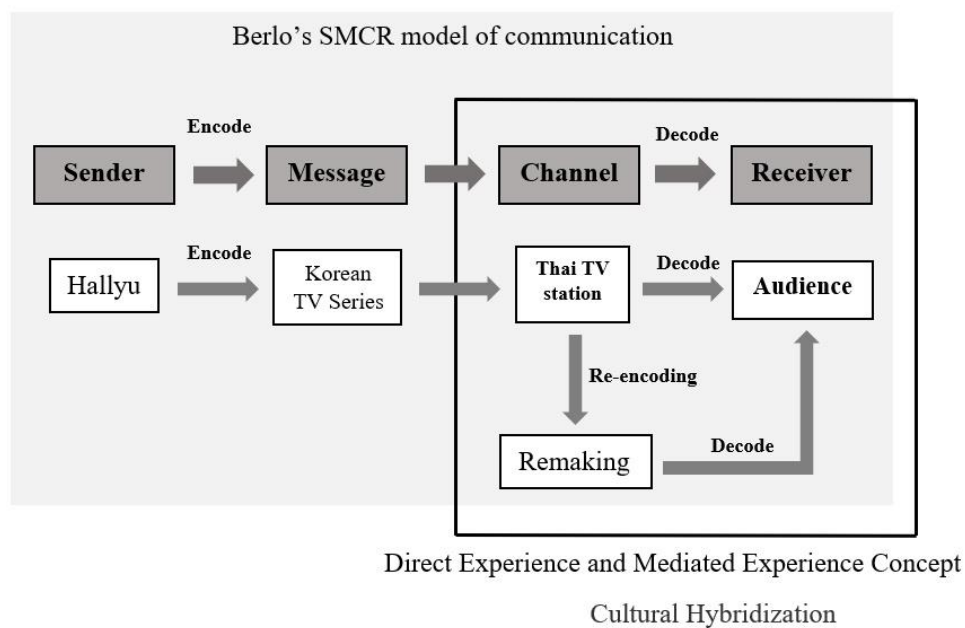 Berlo’s SMCR model of communication
Encode
Decode
Sender
Message
Channel
Receiver
Encode
Decode
Hallyu
Korean
TV Series
Thai TV
station
Audience
Re-encoding
Remaking
Decode
Direct Experience and Mediated Experience Concept
Cultural Hybridization